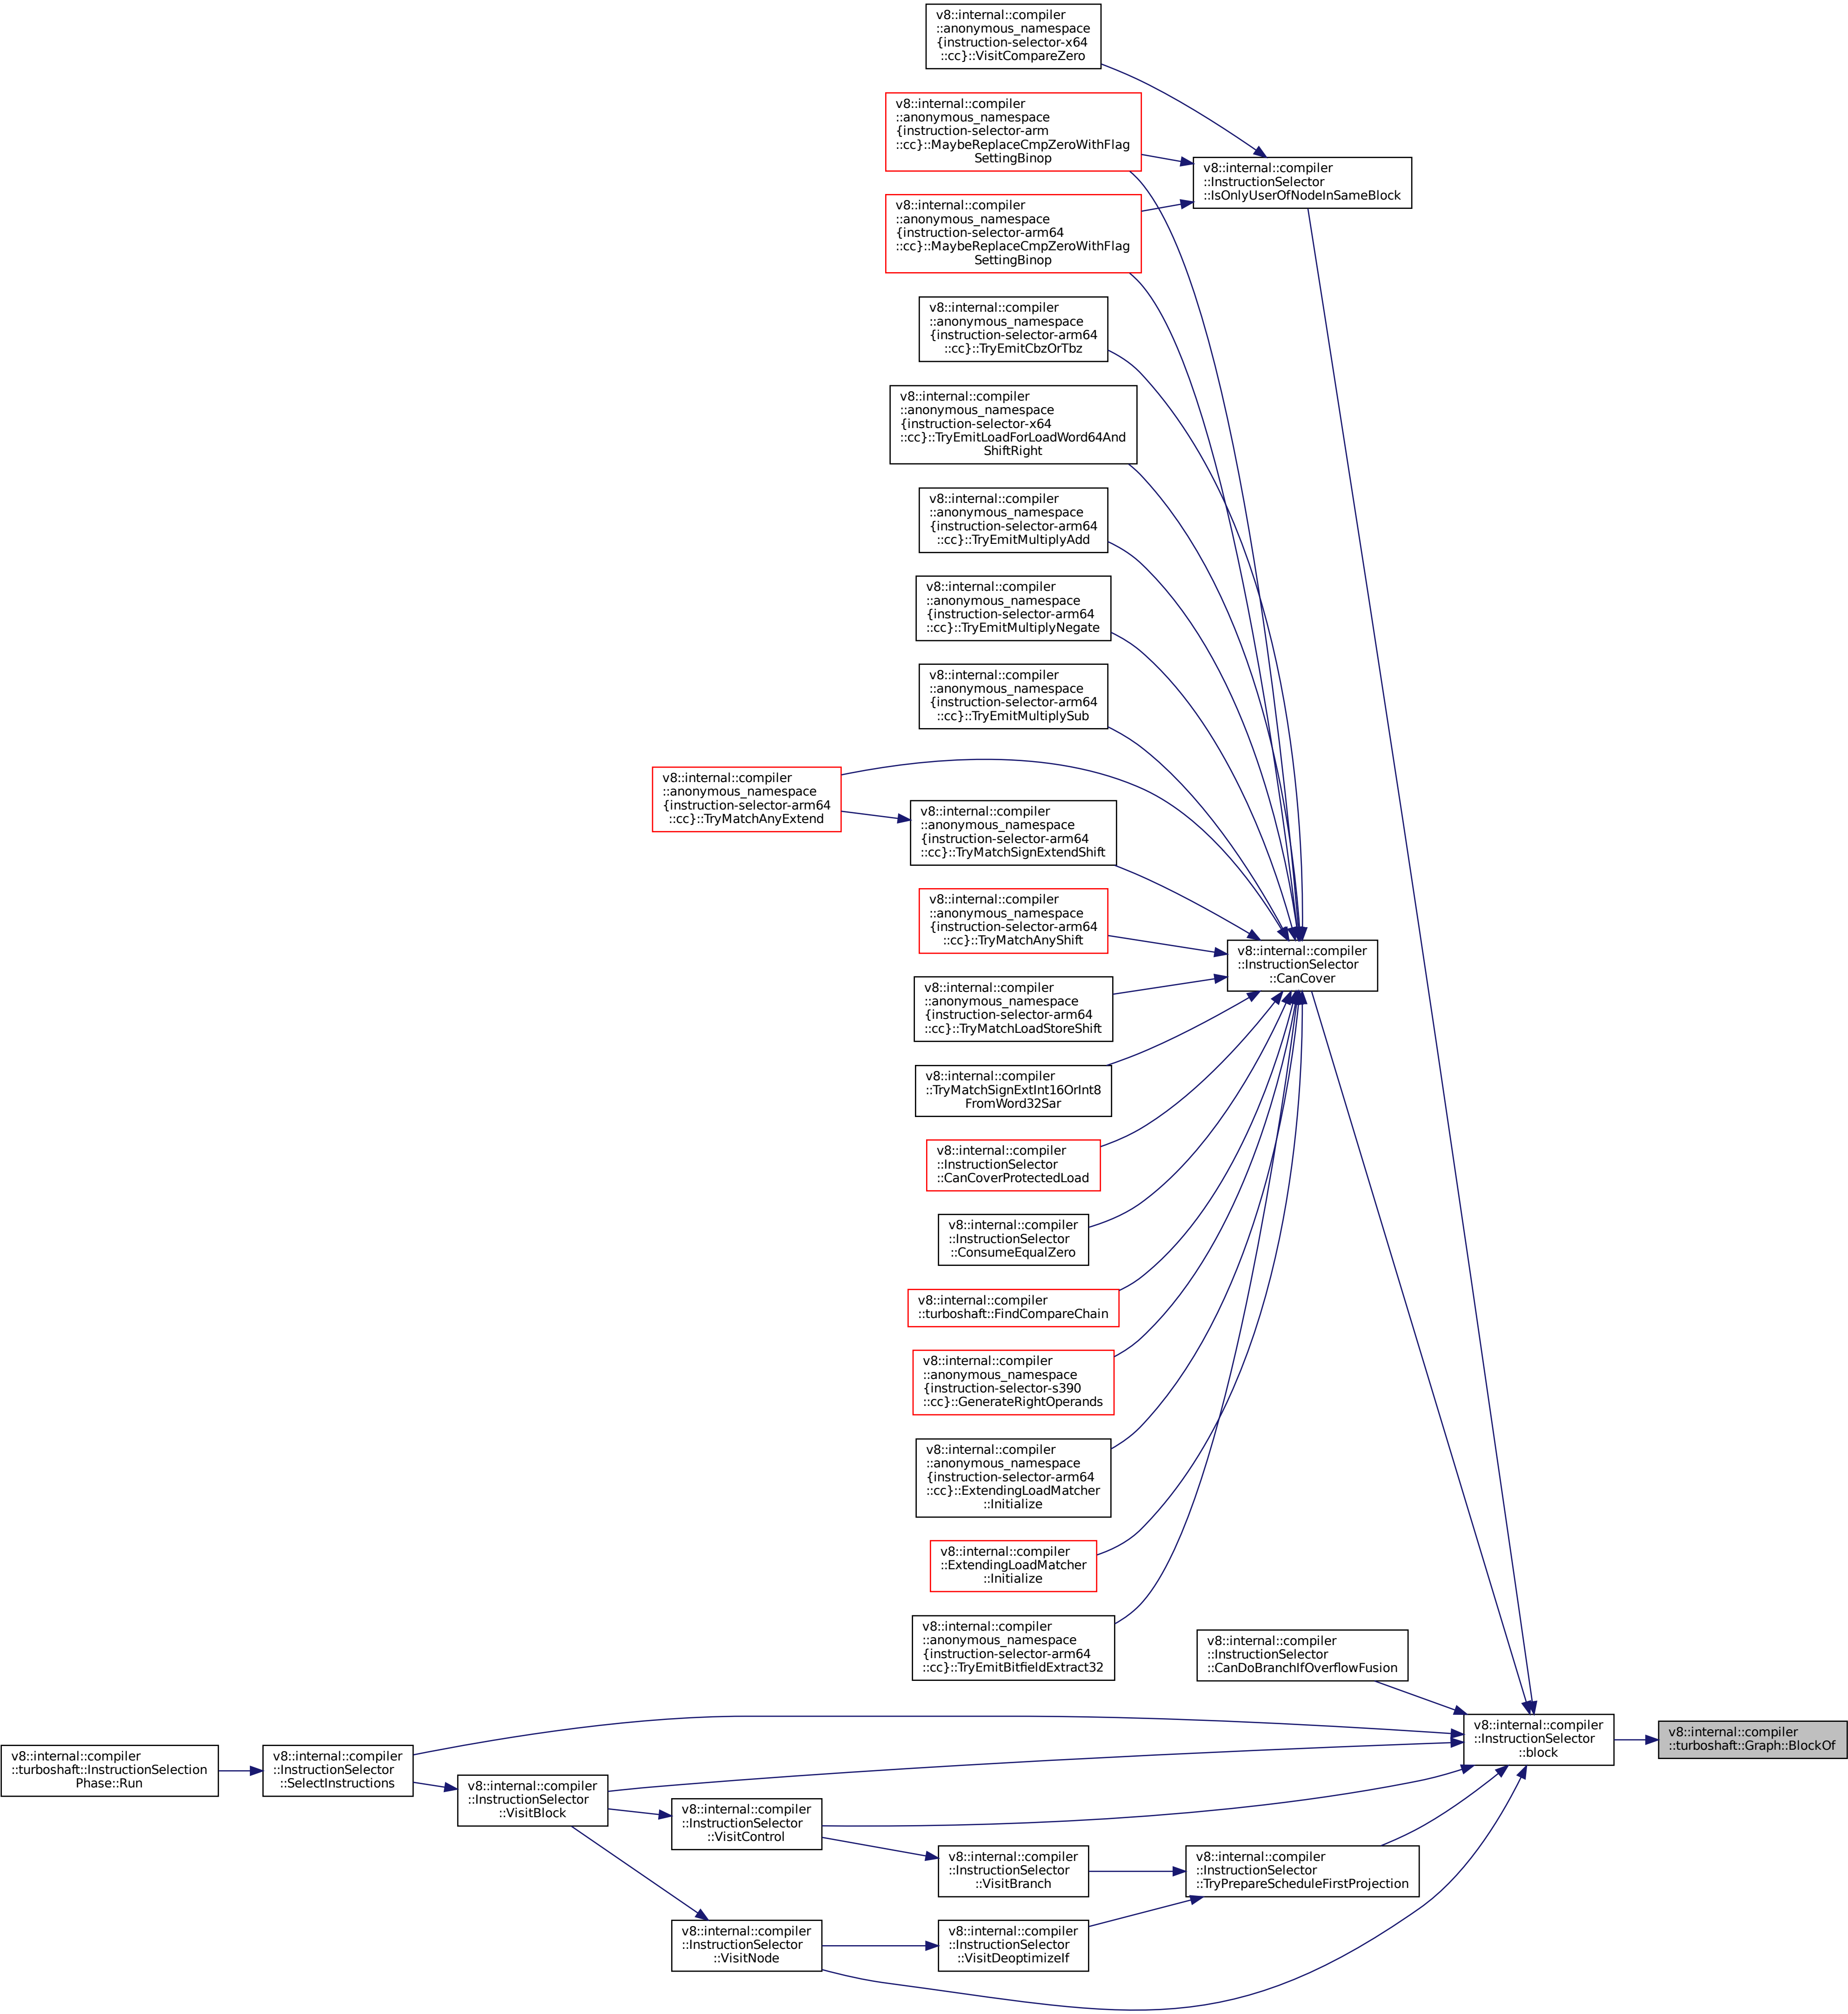 v8::internal::compiler
::anonymous_namespace
{instruction-selector-x64
::cc}::VisitCompareZero
v8::internal::compiler
::anonymous_namespace
{instruction-selector-arm
::cc}::MaybeReplaceCmpZeroWithFlag
SettingBinop
v8::internal::compiler
::InstructionSelector
::IsOnlyUserOfNodeInSameBlock
v8::internal::compiler
::anonymous_namespace
{instruction-selector-arm64
::cc}::MaybeReplaceCmpZeroWithFlag
SettingBinop
v8::internal::compiler
::anonymous_namespace
{instruction-selector-arm64
::cc}::TryEmitCbzOrTbz
v8::internal::compiler
::anonymous_namespace
{instruction-selector-x64
::cc}::TryEmitLoadForLoadWord64And
ShiftRight
v8::internal::compiler
::anonymous_namespace
{instruction-selector-arm64
::cc}::TryEmitMultiplyAdd
v8::internal::compiler
::anonymous_namespace
{instruction-selector-arm64
::cc}::TryEmitMultiplyNegate
v8::internal::compiler
::anonymous_namespace
{instruction-selector-arm64
::cc}::TryEmitMultiplySub
v8::internal::compiler
::anonymous_namespace
{instruction-selector-arm64
::cc}::TryMatchAnyExtend
v8::internal::compiler
::anonymous_namespace
{instruction-selector-arm64
::cc}::TryMatchSignExtendShift
v8::internal::compiler
::anonymous_namespace
{instruction-selector-arm64
::cc}::TryMatchAnyShift
v8::internal::compiler
::InstructionSelector
::CanCover
v8::internal::compiler
::anonymous_namespace
{instruction-selector-arm64
::cc}::TryMatchLoadStoreShift
v8::internal::compiler
::TryMatchSignExtInt16OrInt8
FromWord32Sar
v8::internal::compiler
::InstructionSelector
::CanCoverProtectedLoad
v8::internal::compiler
::InstructionSelector
::ConsumeEqualZero
v8::internal::compiler
::turboshaft::FindCompareChain
v8::internal::compiler
::anonymous_namespace
{instruction-selector-s390
::cc}::GenerateRightOperands
v8::internal::compiler
::anonymous_namespace
{instruction-selector-arm64
::cc}::ExtendingLoadMatcher
::Initialize
v8::internal::compiler
::ExtendingLoadMatcher
::Initialize
v8::internal::compiler
::anonymous_namespace
{instruction-selector-arm64
::cc}::TryEmitBitfieldExtract32
v8::internal::compiler
::InstructionSelector
::CanDoBranchIfOverflowFusion
v8::internal::compiler
::InstructionSelector
::block
v8::internal::compiler
::turboshaft::Graph::BlockOf
v8::internal::compiler
::turboshaft::InstructionSelection
Phase::Run
v8::internal::compiler
::InstructionSelector
::SelectInstructions
v8::internal::compiler
::InstructionSelector
::VisitBlock
v8::internal::compiler
::InstructionSelector
::VisitControl
v8::internal::compiler
::InstructionSelector
::VisitBranch
v8::internal::compiler
::InstructionSelector
::TryPrepareScheduleFirstProjection
v8::internal::compiler
::InstructionSelector
::VisitNode
v8::internal::compiler
::InstructionSelector
::VisitDeoptimizeIf